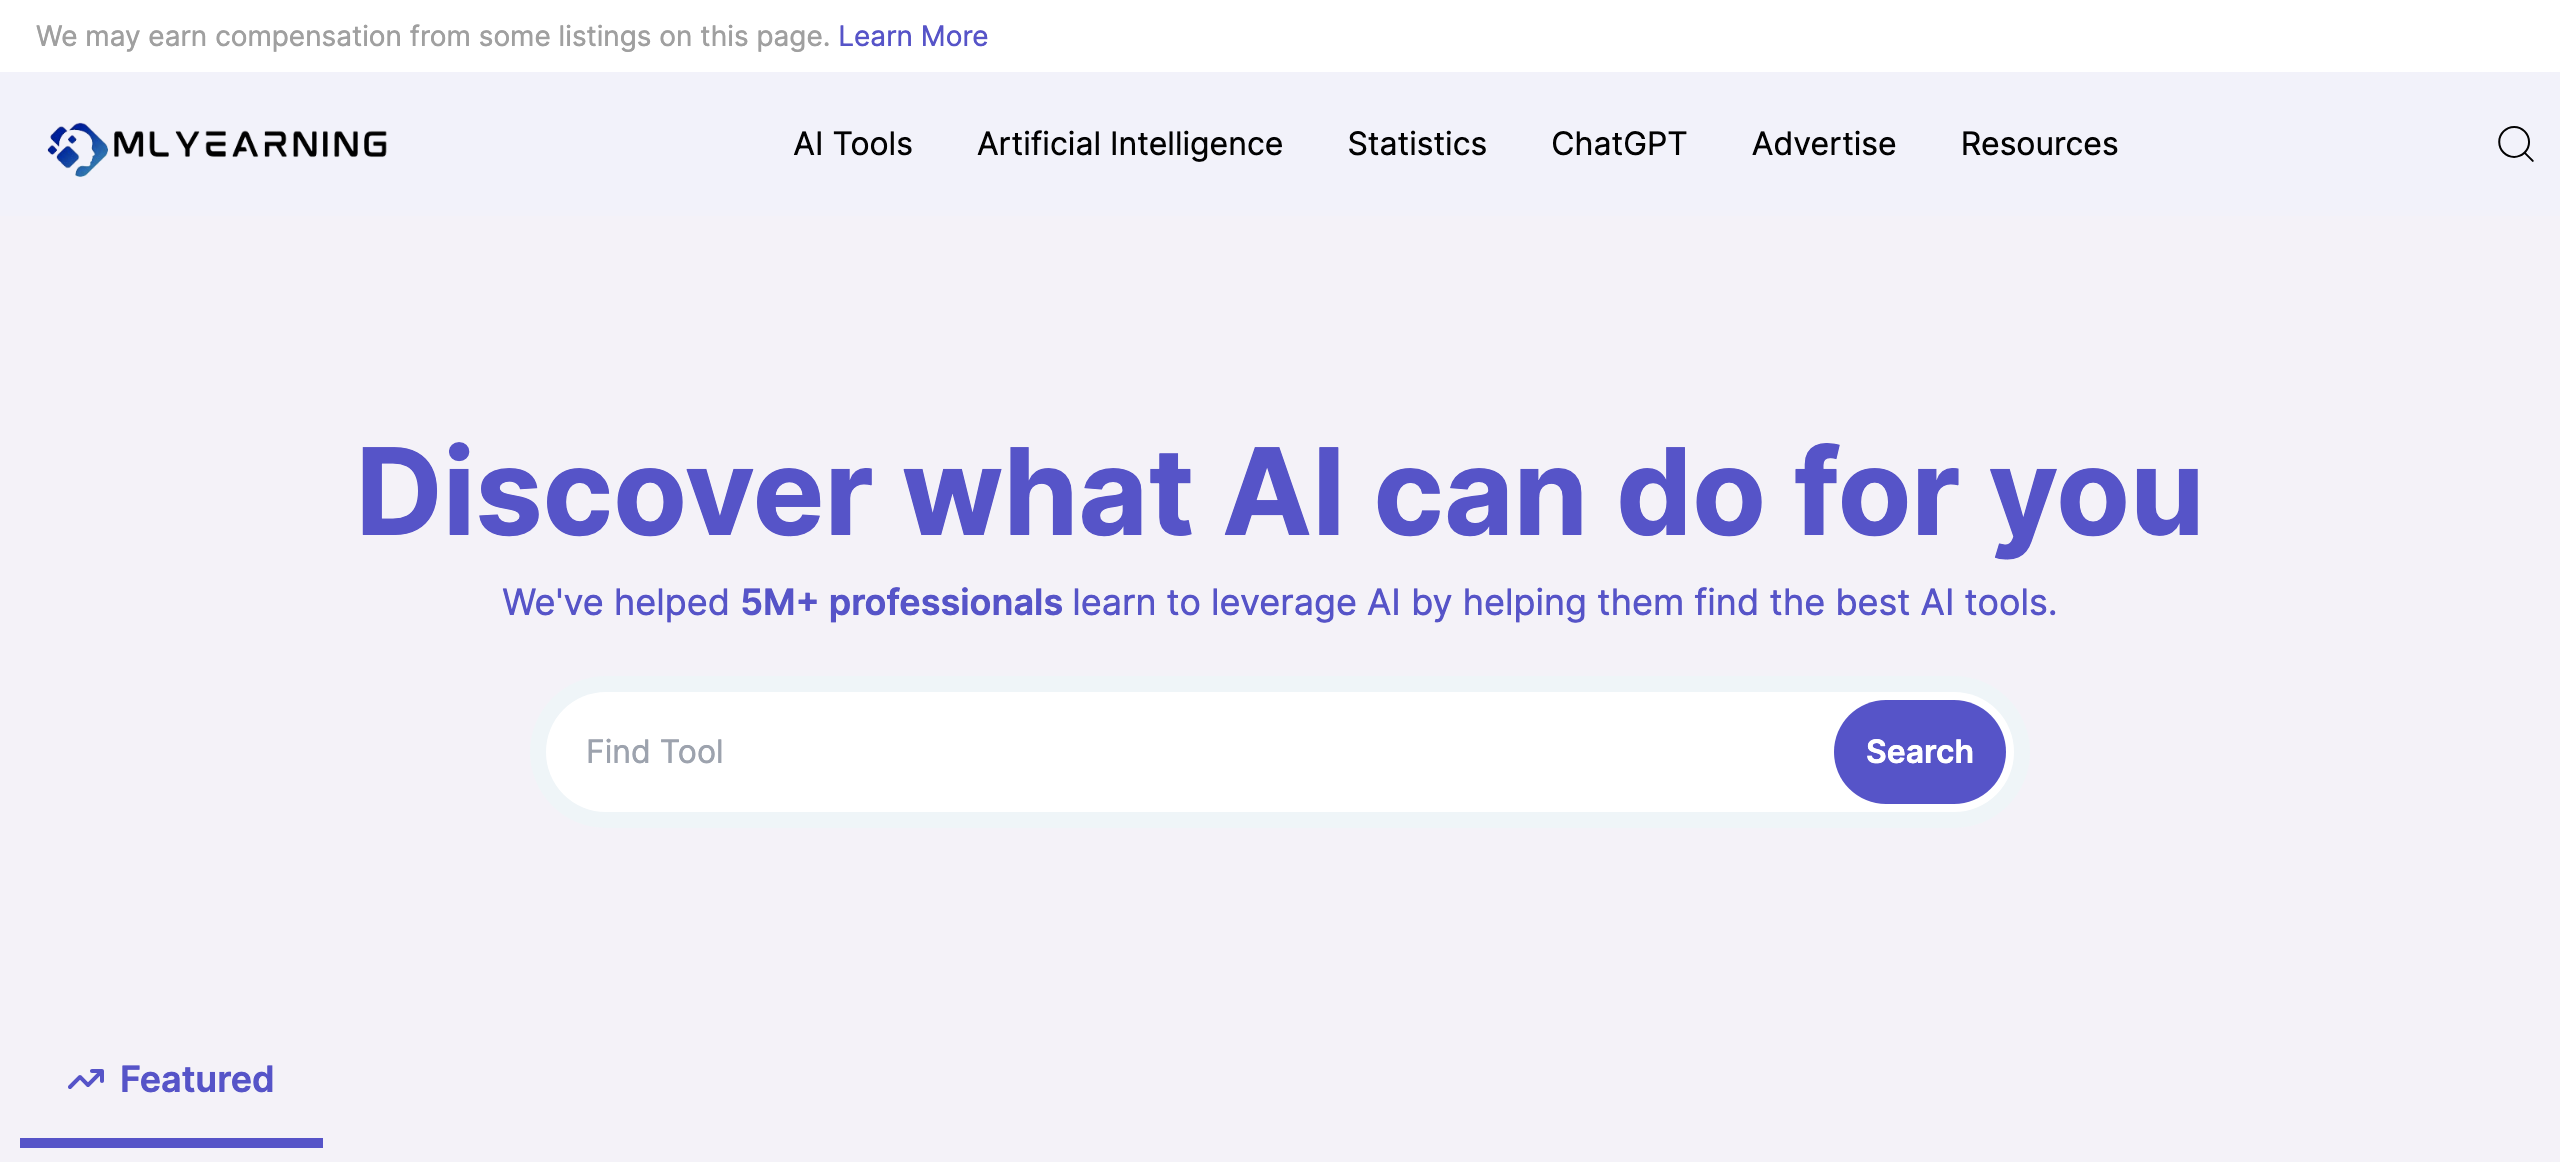 We may earn compensation from some listings on this page. Learn More
MLYEARNING
AI Tools Artificial Intelligence Statistics ChatGPT Advertise Resources
Discover what AI can do for you
We've helped 5M+ professionals learn to leverage AI by helping them find the best AI tools.
Find Tool Search
Featured